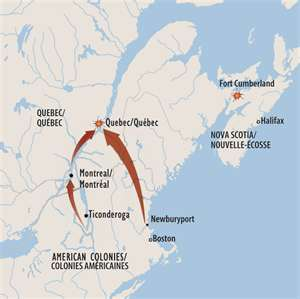 Fort Cumberland
QUEBEC/
QUÉBEC
Quebec/Québec
Halifax
NOVA SCOTIA/
NOUVELLE-ÉCOSSE
Montreal/
Montréal
Ticonderoga
Newburyport
Boston
AMERICAN COLONIES/
COLONIES AMÉRICAINES